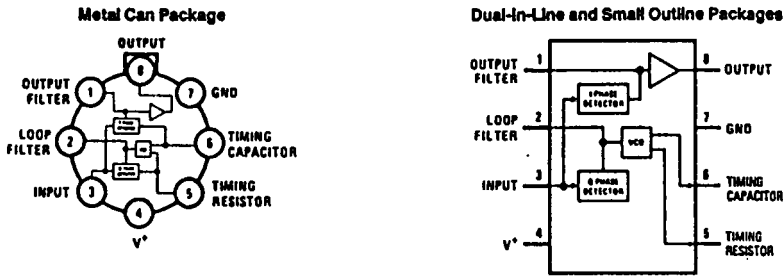 Metal Can Package
OUTPUT
8
OUTPUT
FILTER
1
7
GND
LOOP
FILTER
2
6
TIMING
CAPACITOR
INPUT
3
5
TIMING
RESISTOR
4
V+
Dual-In-Line and Small Outline Packages
OUTPUT
FILTER
1
8
OUTPUT
I PHASE
DETECTOR
LOOP
FILTER
2
7
GND
VCO
INPUT
3
Q PHASE
DETECTOR
6
TIMING
CAPACITOR
V+
4
5
TIMING
RESISTOR